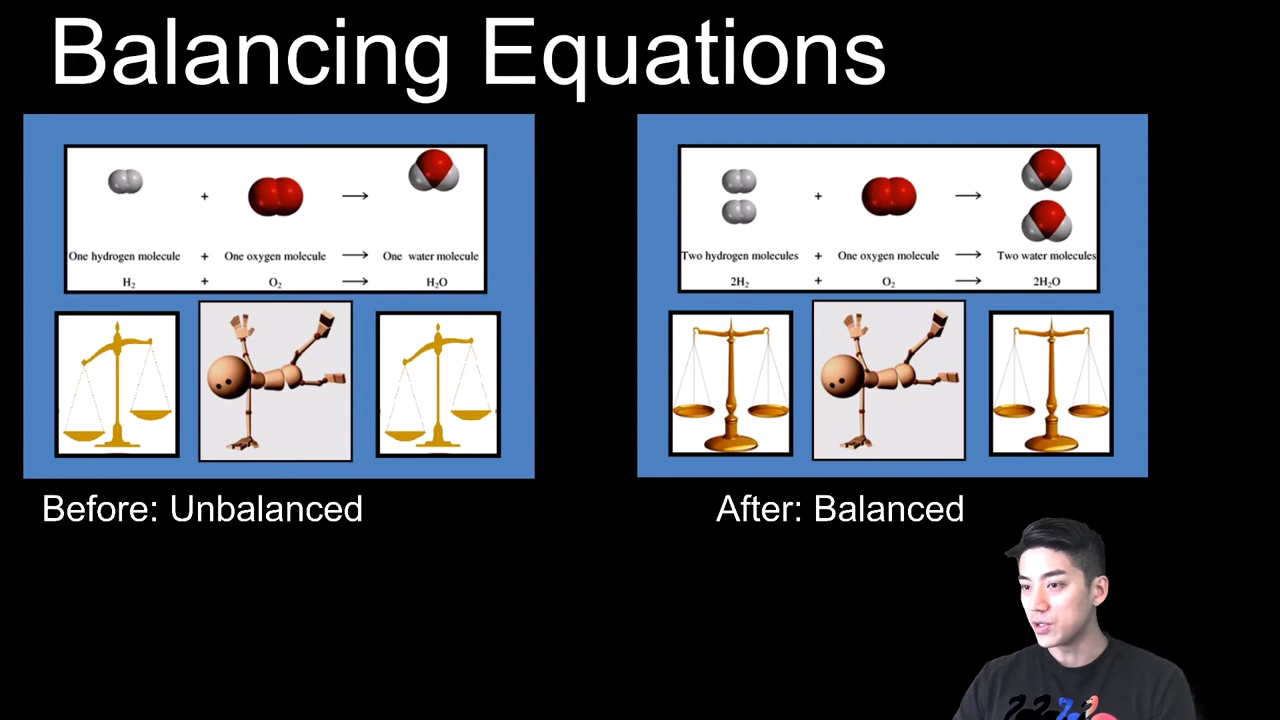 Balancing Equations
One hydrogen molecule + One oxygen molecule → One water molecule
H₂ + O₂ → H₂O
Before: Unbalanced
+ →
Two hydrogen molecules + One oxygen molecule → Two water molecules
2H₂ + O₂ → 2H₂O
After: Balanced